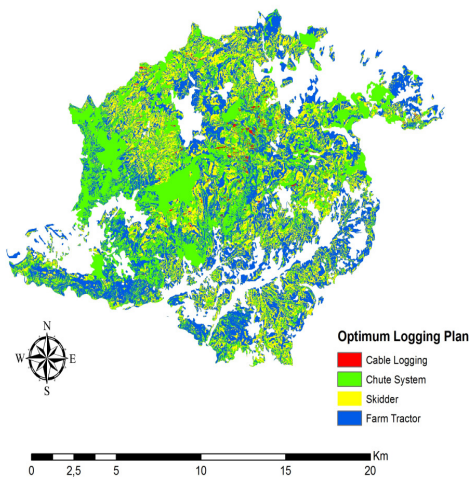 Optimum Logging Plan
Cable Logging
Chute System
Skidder
Farm Tractor
N
W E
S
Km
0 2,5 5 10 15 20